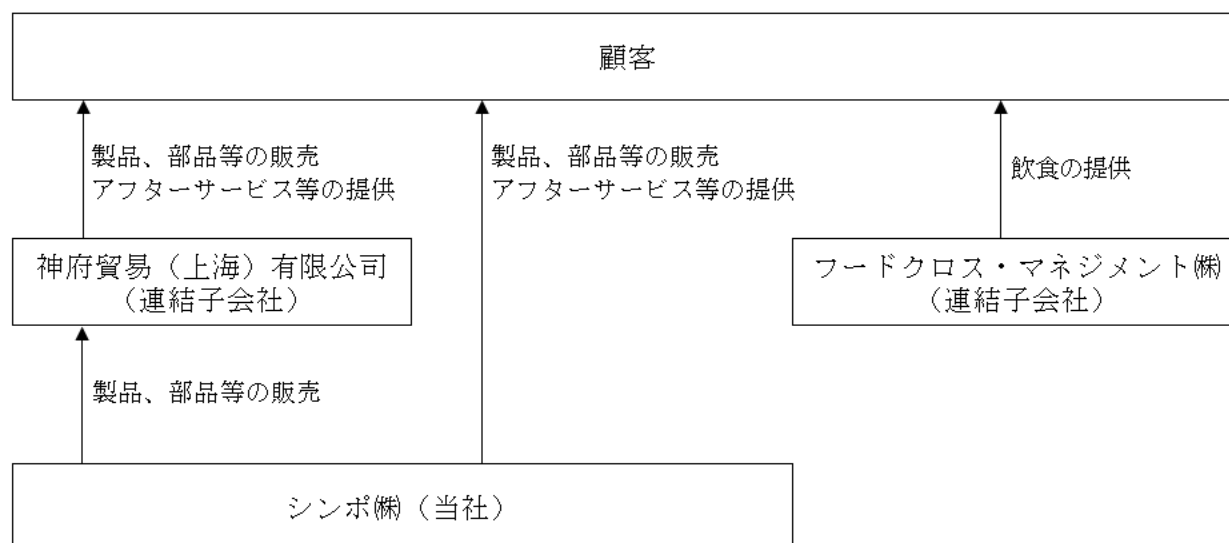 顧客
製品、部品等の販売
アフターサービス等の提供
製品、部品等の販売
アフターサービス等の提供
飲食の提供
神府貿易（上海）有限公司
（連結子会社）
フードクロス・マネジメント㈱
（連結子会社）
製品、部品等の販売
シンポ㈱（当社）